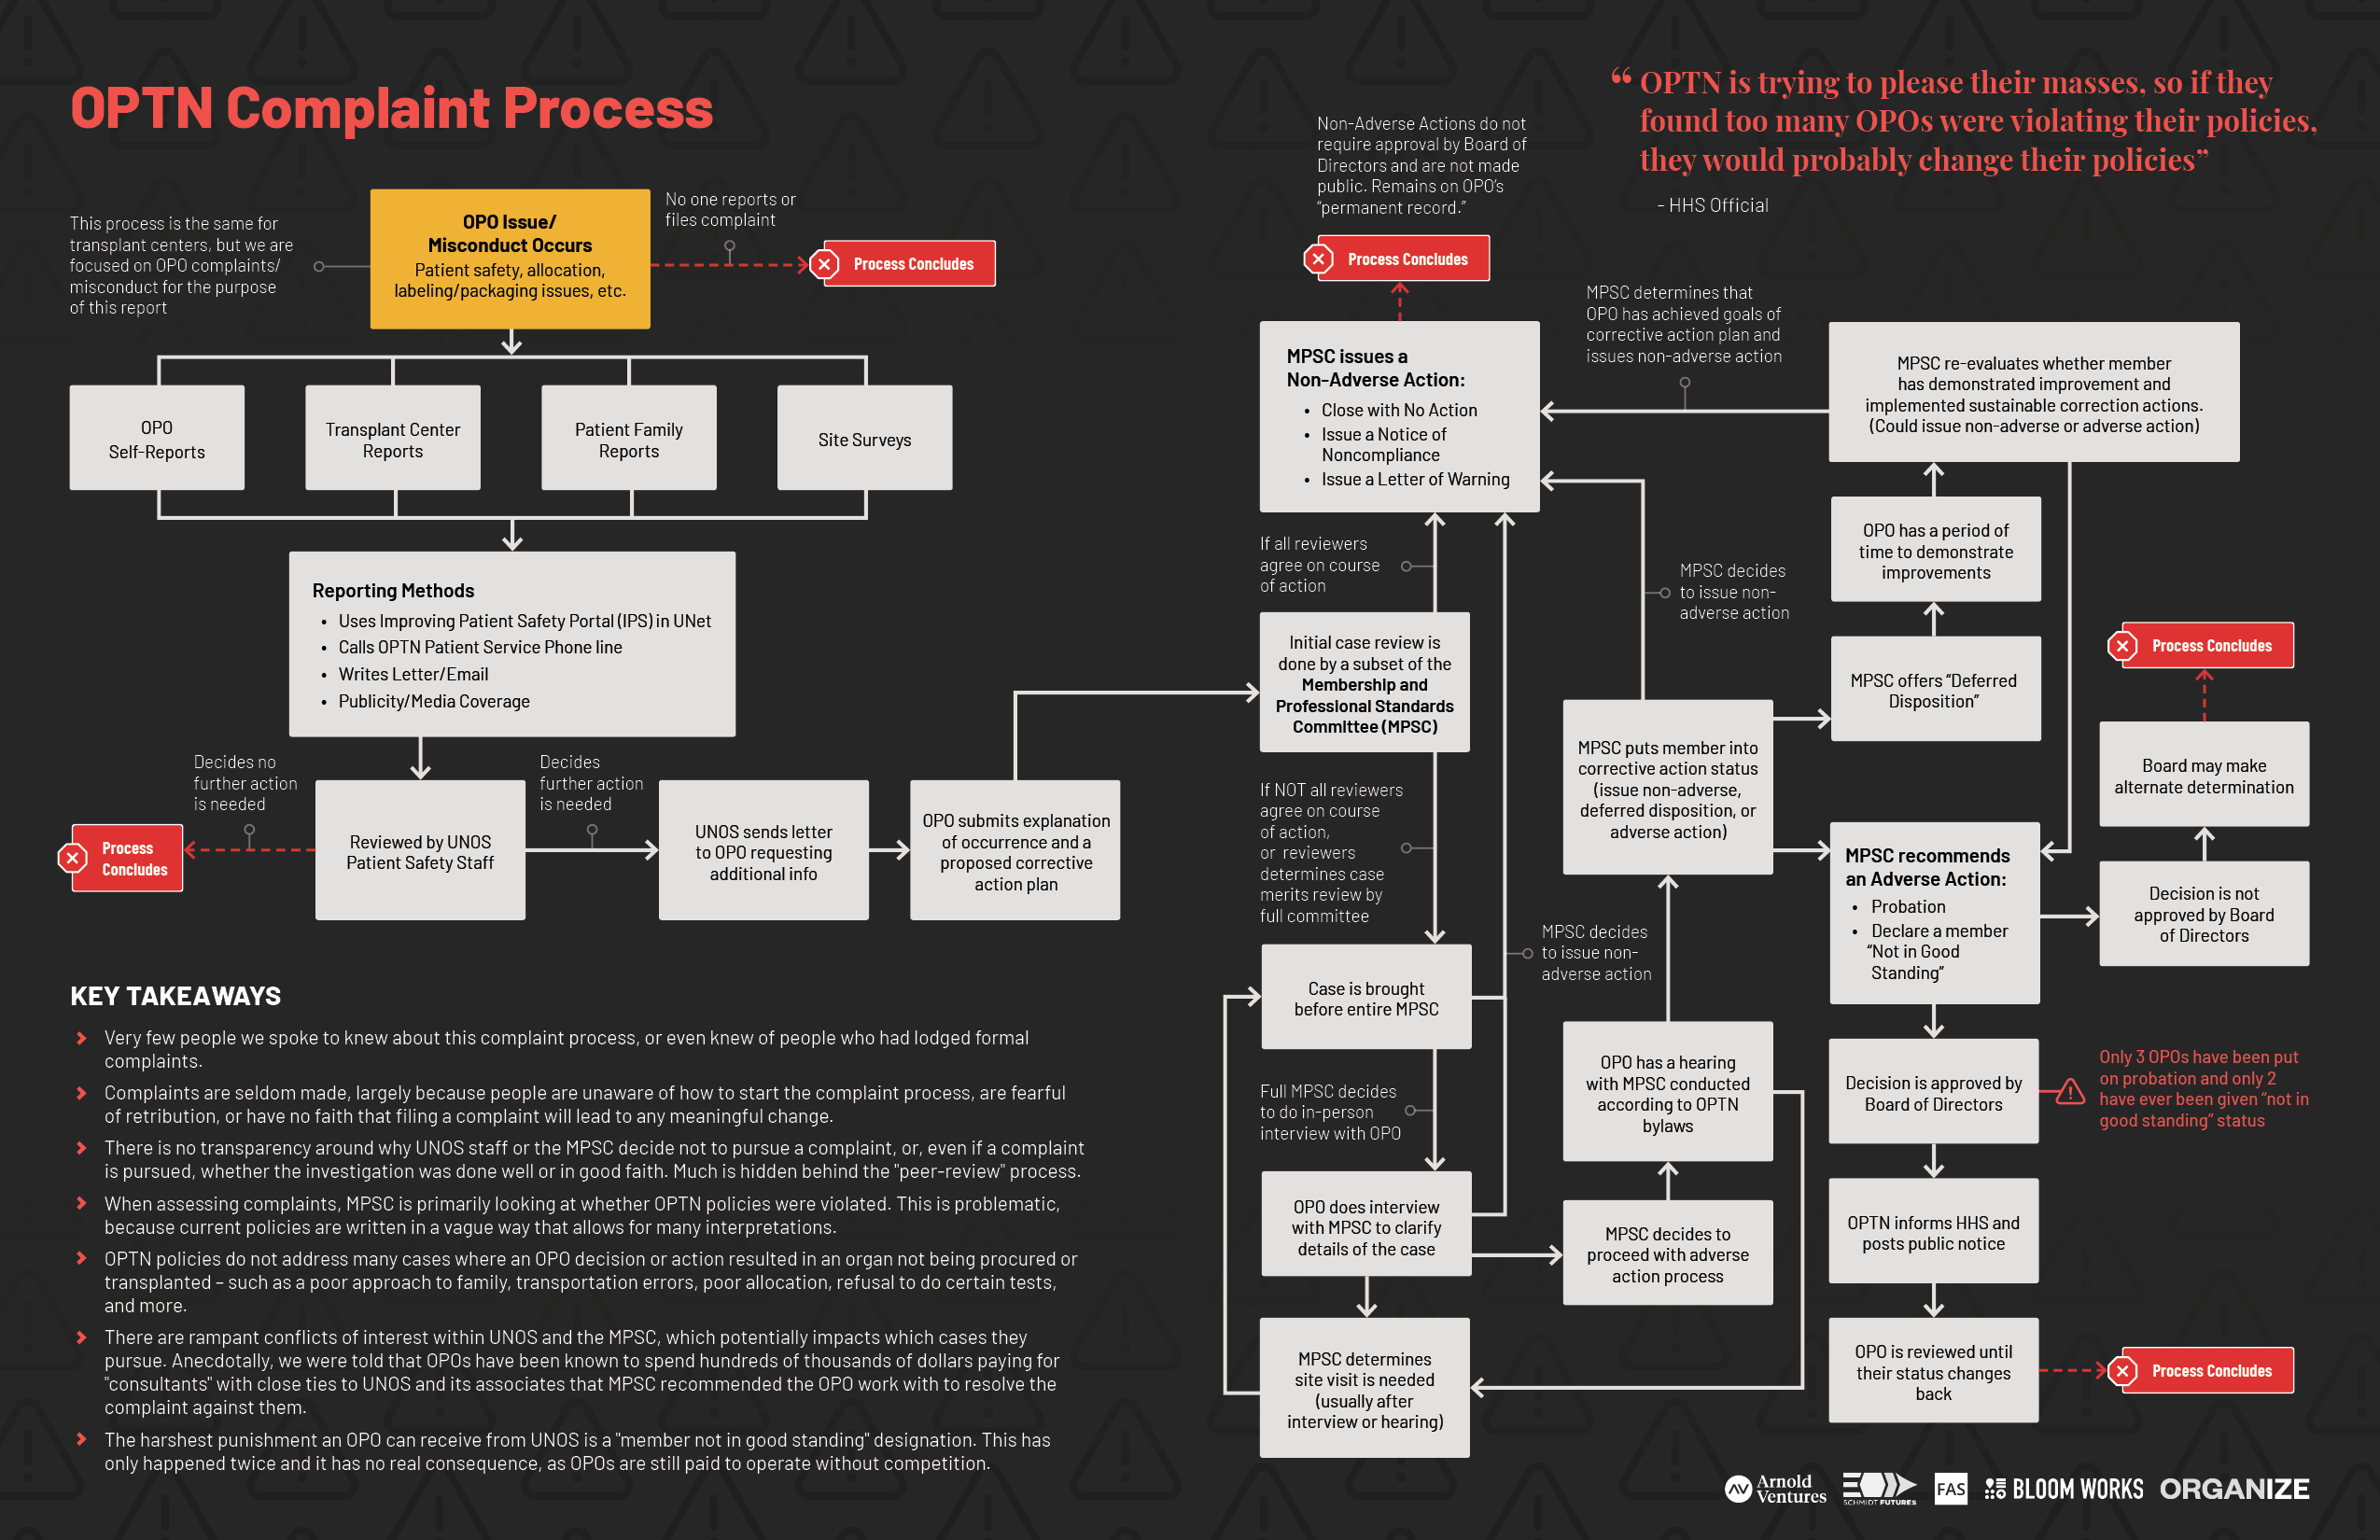 OPTN Complaint Process
“ OPTN is trying to please their masses, so if they
found too many OPOs were violating their policies,
they would probably change their policies”
- HHS Official
This process is the same for
transplant centers, but we are
focused on OPO complaints/
misconduct for the purpose
of this report
OPO Issue/
Misconduct Occurs
Patient safety, allocation,
labeling/packaging issues, etc.
No one reports or
files complaint
Process Concludes
OPO
Self-Reports
Transplant Center
Reports
Patient Family
Reports
Site Surveys
Reporting Methods
• Uses Improving Patient Safety Portal (IPS) in UNet
• Calls OPTN Patient Service Phone line
• Writes Letter/Email
• Publicity/Media Coverage
Decides no
further action
is needed
Decides
further action
is needed
Process
Concludes
Reviewed by UNOS
Patient Safety Staff
UNOS sends letter
to OPO requesting
additional info
OPO submits explanation
of occurrence and a
proposed corrective
action plan
KEY TAKEAWAYS
Very few people we spoke to knew about this complaint process, or even knew of people who had lodged formal
complaints.
Complaints are seldom made, largely because people are unaware of how to start the complaint process, are fearful
of retribution, or have no faith that filing a complaint will lead to any meaningful change.
There is no transparency around why UNOS staff or the MPSC decide not to pursue a complaint, or, even if a complaint
is pursued, whether the investigation was done well or in good faith. Much is hidden behind the "peer-review" process.
When assessing complaints, MPSC is primarily looking at whether OPTN policies were violated. This is problematic,
because current policies are written in a vague way that allows for many interpretations.
OPTN policies do not address many cases where an OPO decision or action resulted in an organ not being procured or
transplanted – such as a poor approach to family, transportation errors, poor allocation, refusal to do certain tests,
and more.
There are rampant conflicts of interest within UNOS and the MPSC, which potentially impacts which cases they
pursue. Anecdotally, we were told that OPOs have been known to spend hundreds of thousands of dollars paying for
"consultants" with close ties to UNOS and its associates that MPSC recommended the OPO work with to resolve the
complaint against them.
The harshest punishment an OPO can receive from UNOS is a "member not in good standing" designation. This has
only happened twice and it has no real consequence, as OPOs are still paid to operate without competition.
Non-Adverse Actions do not
require approval by Board of
Directors and are not made
public. Remains on OPO’s
“permanent record.”
Process Concludes
MPSC issues a
Non-Adverse Action:
• Close with No Action
• Issue a Notice of
Noncompliance
• Issue a Letter of Warning
MPSC determines that
OPO has achieved goals of
corrective action plan and
issues non-adverse action
MPSC re-evaluates whether member
has demonstrated improvement and
implemented sustainable correction actions.
(Could issue non-adverse or adverse action)
If all reviewers
agree on course
of action
Initial case review is
done by a subset of the
Membership and
Professional Standards
Committee (MPSC)
If NOT all reviewers
agree on course
of action,
or reviewers
determines case
merits review by
full committee
Case is brought
before entire MPSC
MPSC decides
to issue non-
adverse action
Full MPSC decides
to do in-person
interview with OPO
OPO does interview
with MPSC to clarify
details of the case
MPSC determines
site visit is needed
(usually after
interview or hearing)
MPSC decides to
proceed with adverse
action process
OPO has a hearing
with MPSC conducted
according to OPTN
bylaws
MPSC puts member into
corrective action status
(issue non-adverse,
deferred disposition, or
adverse action)
MPSC decides
to issue non-
adverse action
MPSC offers “Deferred
Disposition”
OPO has a period of
time to demonstrate
improvements
MPSC recommends
an Adverse Action:
• Probation
• Declare a member
“Not in Good
Standing”
Decision is not
approved by Board
of Directors
Board may make
alternate determination
Process Concludes
Decision is approved by
Board of Directors
Only 3 OPOs have been put
on probation and only 2
have ever been given “not in
good standing” status
OPTN informs HHS and
posts public notice
OPO is reviewed until
their status changes
back
Process Concludes
AV Arnold
Ventures
SCHMIDT FUTURES
FAS
BLOOM WORKS
ORGANIZE